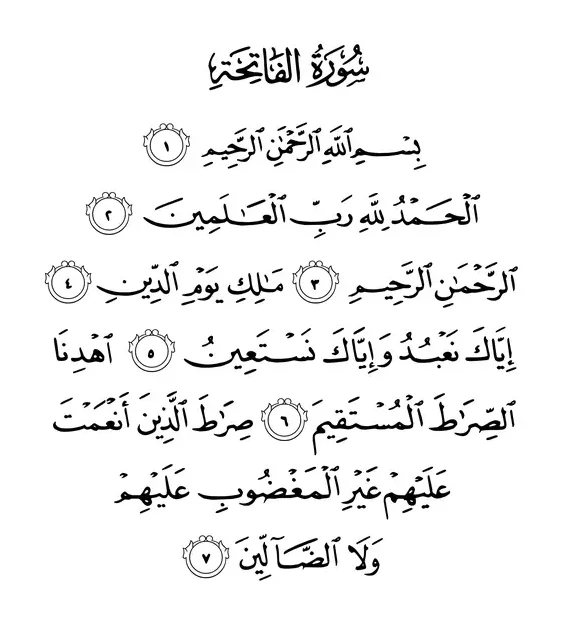 سُورَةُ الفَاتِحَةِ
بِسْمِ ٱللَّهِ ٱلرَّحْمَٰنِ ٱلرَّحِيمِ ١
ٱلْحَمْدُ لِلَّهِ رَبِّ ٱلْعَٰلَمِينَ ٢
ٱلرَّحْمَٰنِ ٱلرَّحِيمِ ٣ مَٰلِكِ يَوْمِ ٱلدِّينِ ٤
إِيَّاكَ نَعْبُدُ وَإِيَّاكَ نَسْتَعِينُ ٥ ٱهْدِنَا
ٱلصِّرَٰطَ ٱلْمُسْتَقِيمَ ٦ صِرَٰطَ ٱلَّذِينَ أَنْعَمْتَ
عَلَيْهِمْ غَيْرِ ٱلْمَغْضُوبِ عَلَيْهِمْ
وَلَا ٱلضَّآلِّينَ ٧